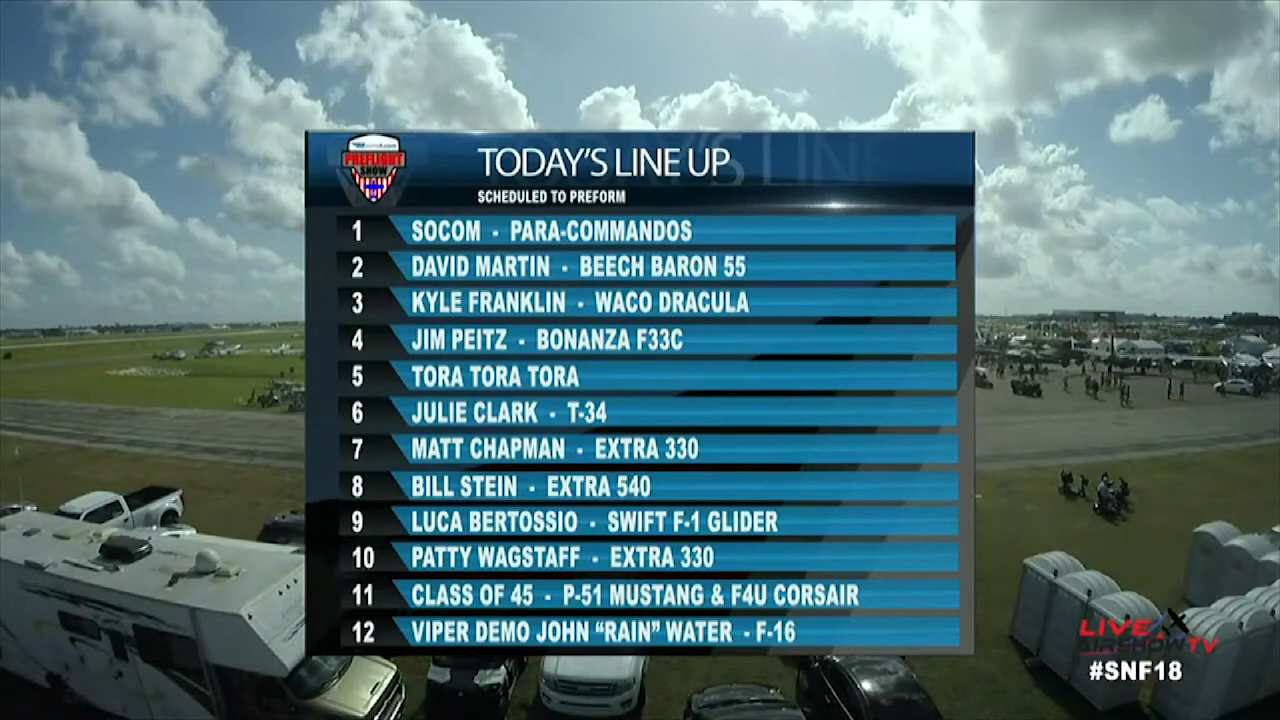 PREFLIGHT
SHOW
TODAY'S LINE UP
SCHEDULED TO PREFORM
1 SOCOM - PARA-COMMANDOS
2 DAVID MARTIN - BEECH BARON 55
3 KYLE FRANKLIN - WACO DRACULA
4 JIM PEITZ - BONANZA F33C
5 TORA TORA TORA
6 JULIE CLARK - T-34
7 MATT CHAPMAN - EXTRA 330
8 BILL STEIN - EXTRA 540
9 LUCA BERTOSSIO - SWIFT F-1 GLIDER
10 PATTY WAGSTAFF - EXTRA 330
11 CLASS OF 45 - P-51 MUSTANG & F4U CORSAIR
12 VIPER DEMO JOHN “RAIN” WATER - F-16
LIVE
AIRSHOW TV
#SNF18